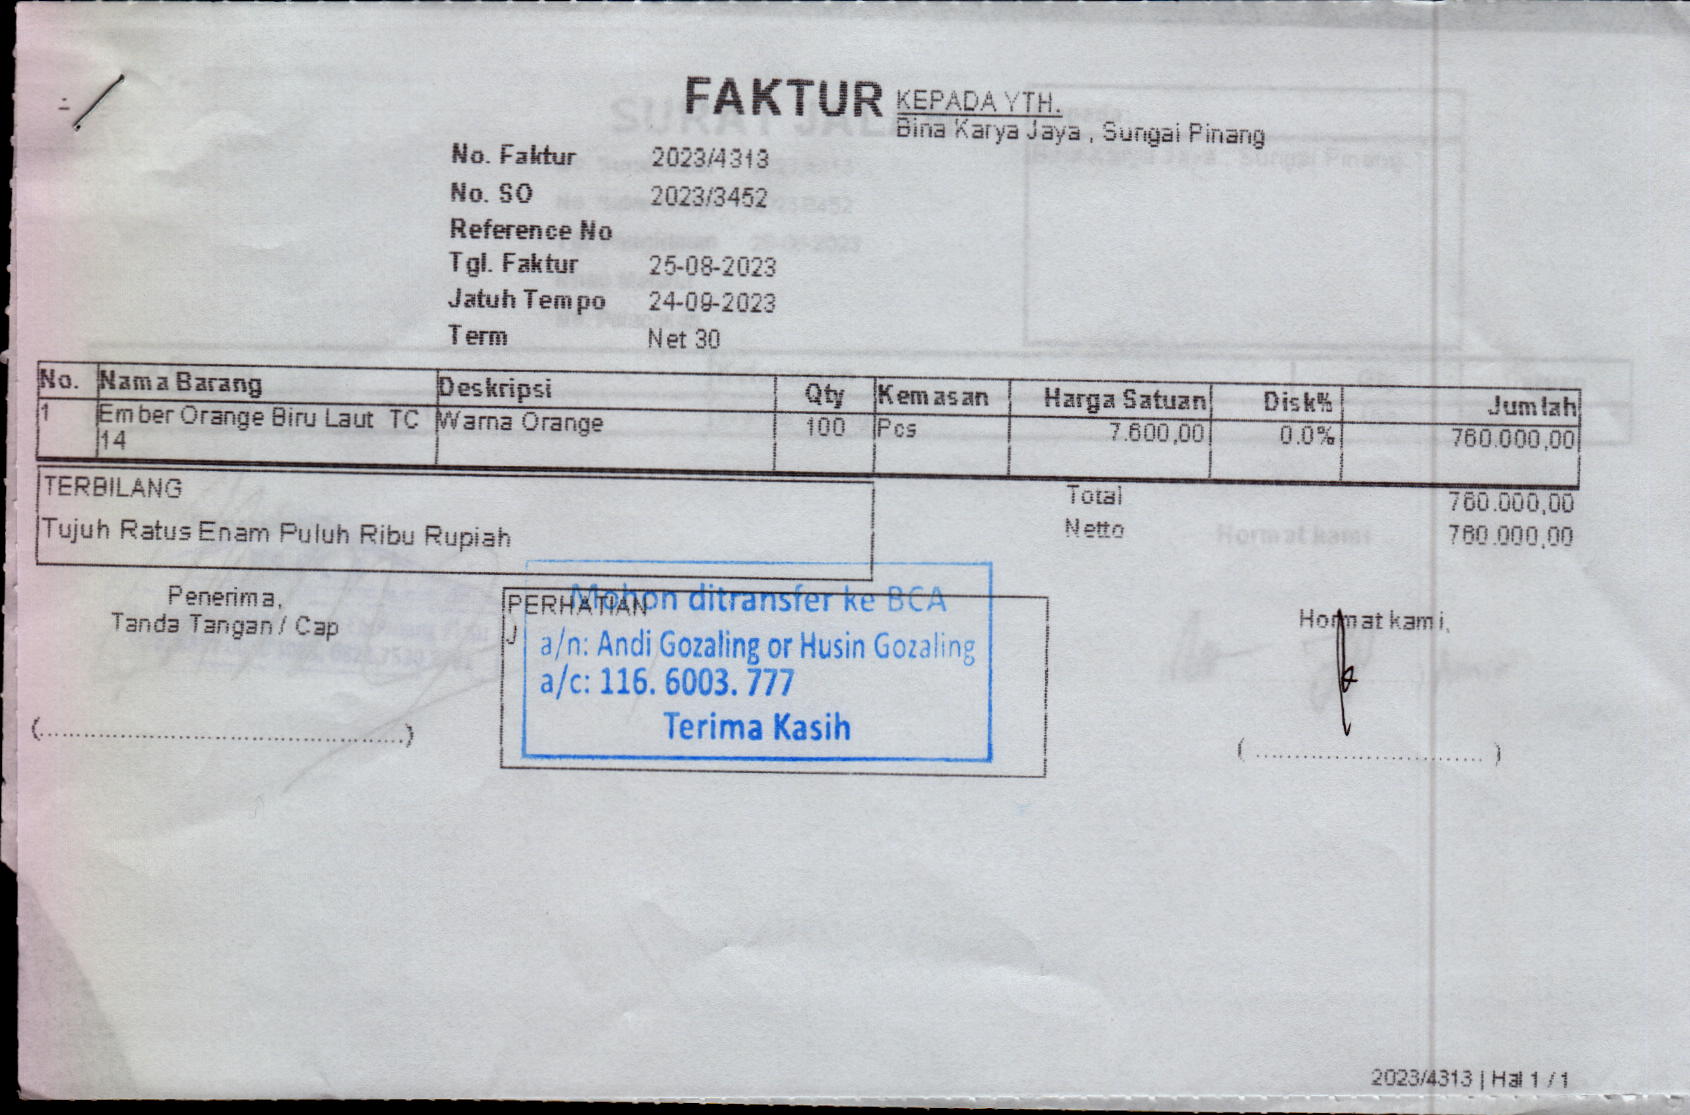 FAKTUR
KEPADA YTH.
Bina Karya Jaya , Sungai Pinang
No. Faktur 2023/4313
No. SO 2023/3452
Reference No
Tgl. Faktur 25-08-2023
Jatuh Tempo 24-09-2023
Term Net 30
No. Nama Barang Deskripsi Qty Kemasan Harga Satuan Disk% Jumlah
1 Ember Orange Biru Laut TC Warna Orange 100 Pcs 7.600,00 0.0% 760.000,00
14
TERBILANG
Tujuh Ratus Enam Puluh Ribu Rupiah
Total 760.000,00
Netto 760.000,00
Penerima,
Tanda Tangan / Cap
(..............................................)
PERHATIAN
J
Mohon ditransfer ke BCA
a/n: Andi Gozaling or Husin Gozaling
a/c: 116. 6003. 777
Terima Kasih
Hormat kami,
( ............................. )
2023/4313 | Hal 1 / 1